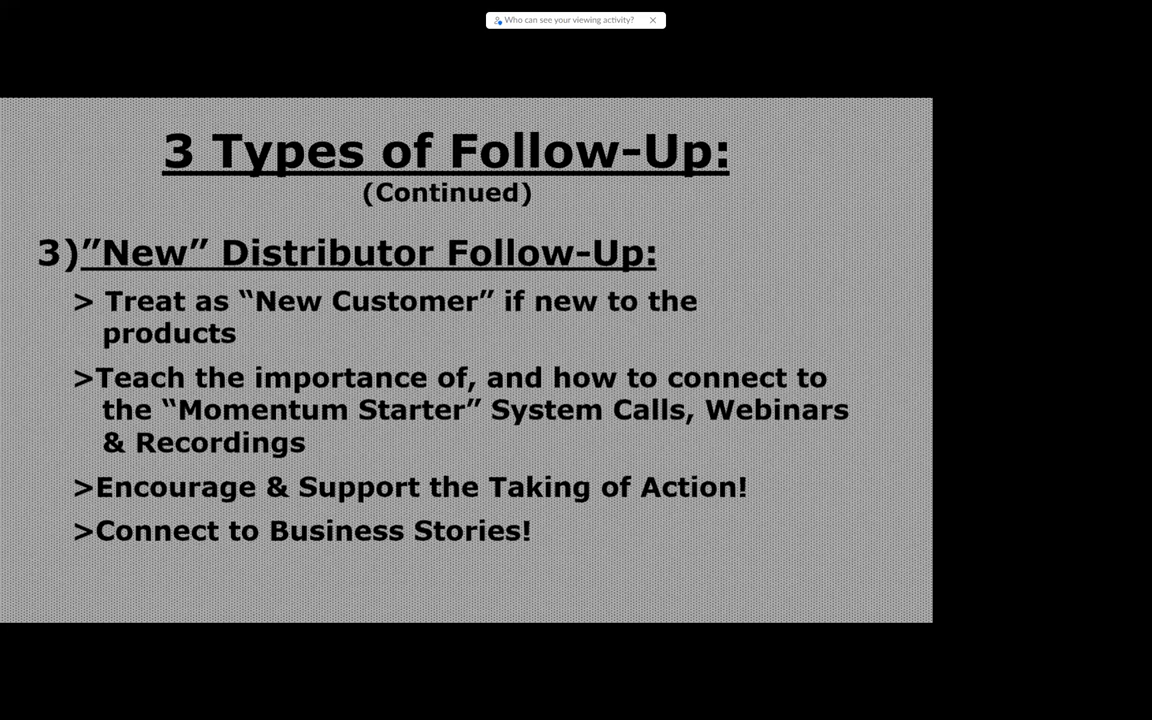 Who can see your viewing activity?
3 Types of Follow-Up:
(Continued)
3)”New” Distributor Follow-Up:
> Treat as “New Customer” if new to the
products
>Teach the importance of, and how to connect to
the “Momentum Starter” System Calls, Webinars
& Recordings
>Encourage & Support the Taking of Action!
>Connect to Business Stories!